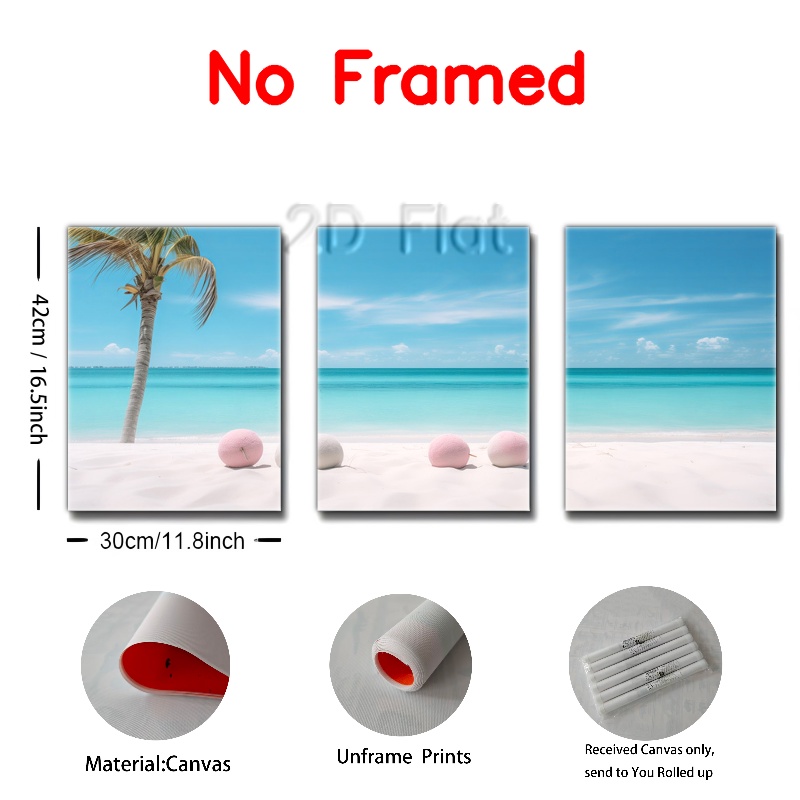 No Framed
2D Flat
42cm / 16.5inch
30cm/11.8inch
Material:Canvas
Unframe Prints
Received Canvas only,
send to You Rolled up